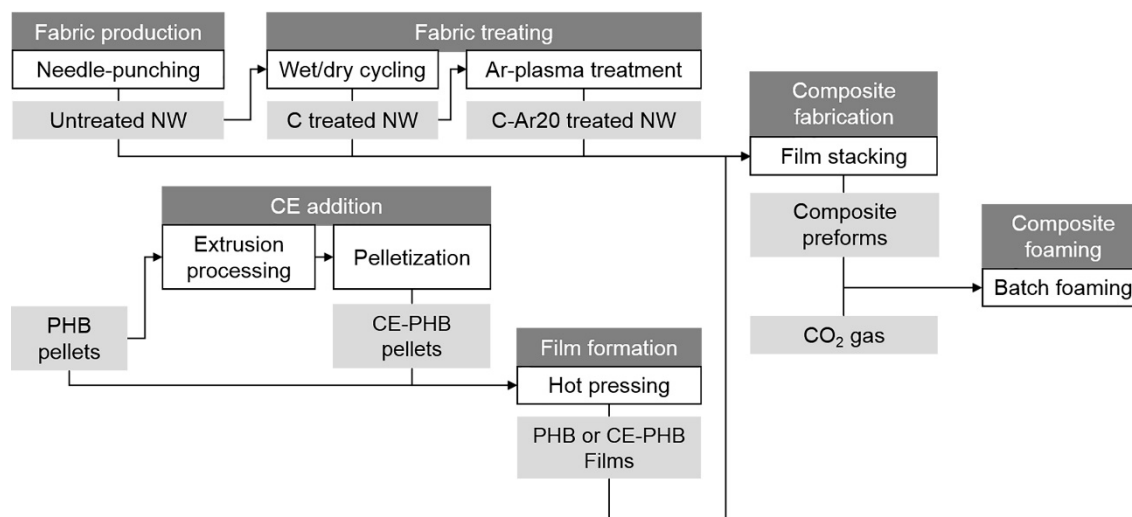 Fabric production
Needle-punching
Untreated NW
Fabric treating
Wet/dry cycling
C treated NW
Ar-plasma treatment
C-Ar20 treated NW
Composite
fabrication
Film stacking
Composite
preforms
CO₂ gas
Composite
foaming
Batch foaming
CE addition
Extrusion
processing
Pelletization
PHB
pellets
CE-PHB
pellets
Film formation
Hot pressing
PHB or CE-PHB
Films